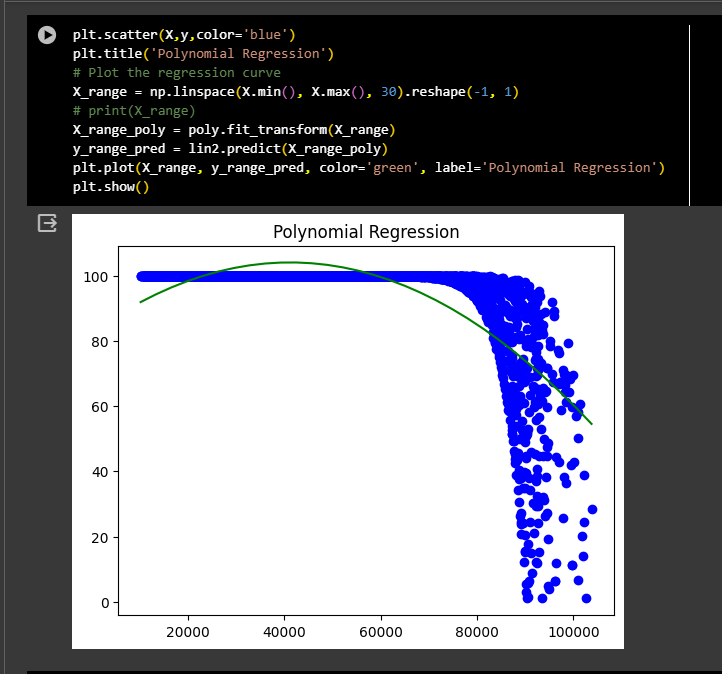 plt.scatter(X,y,color='blue')
plt.title('Polynomial Regression')
# Plot the regression curve
X_range = np.linspace(X.min(), X.max(), 30).reshape(-1, 1)
# print(X_range)
X_range_poly = poly.fit_transform(X_range)
y_range_pred = lin2.predict(X_range_poly)
plt.plot(X_range, y_range_pred, color='green', label='Polynomial Regression')
plt.show()
Polynomial Regression
100
80
60
40
20
0
20000 40000 60000 80000 100000